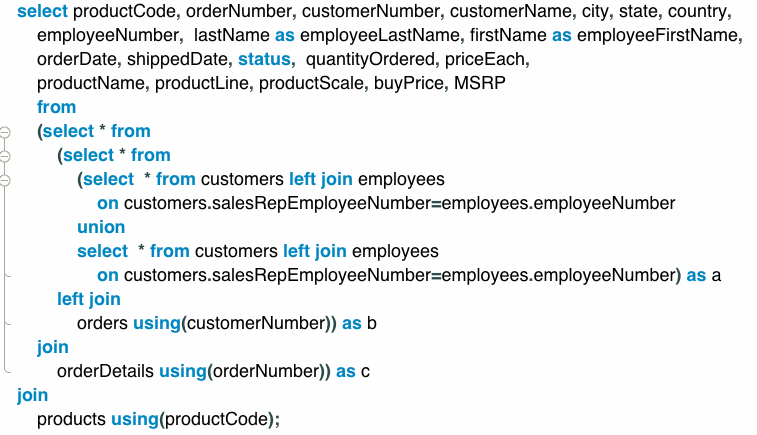 select productCode, orderNumber, customerNumber, customerName, city, state, country,
employeeNumber,  lastName as employeeLastName, firstName as employeeFirstName,
orderDate, shippedDate, status,  quantityOrdered, priceEach,
productName, productLine, productScale, buyPrice, MSRP
from
(select * from
(select * from
(select  * from customers left join employees
on customers.salesRepEmployeeNumber=employees.employeeNumber
union
select  * from customers left join employees
on customers.salesRepEmployeeNumber=employees.employeeNumber) as a
left join
orders using(customerNumber)) as b
join
orderDetails using(orderNumber)) as c
join
products using(productCode);